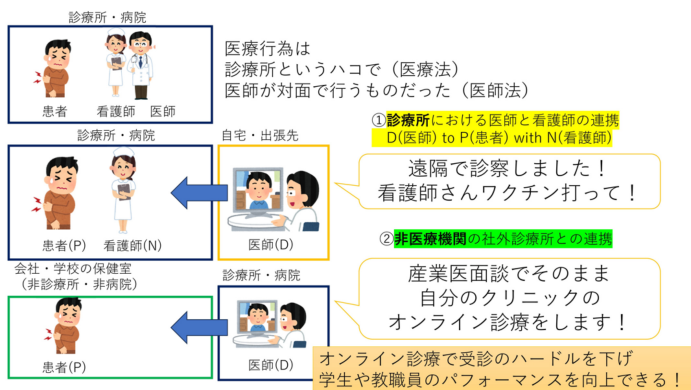 診療所・病院
患者
看護師
医師
医療行為は
診療所というハコで（医療法）
医師が対面で行うものだった（医師法）
①診療所における医師と看護師の連携
D(医師) to P(患者) with N(看護師)
診療所・病院
自宅・出張先
患者(P)
看護師(N)
医師(D)
遠隔で診察しました！
看護師さんワクチン打って！
②非医療機関の社外診療所との連携
会社・学校の保健室
（非診療所・非病院）
診療所・病院
患者(P)
医師(D)
産業医面談でそのまま
自分のクリニックの
オンライン診療をします！
オンライン診療で受診のハードルを下げ
学生や教職員のパフォーマンスを向上できる！